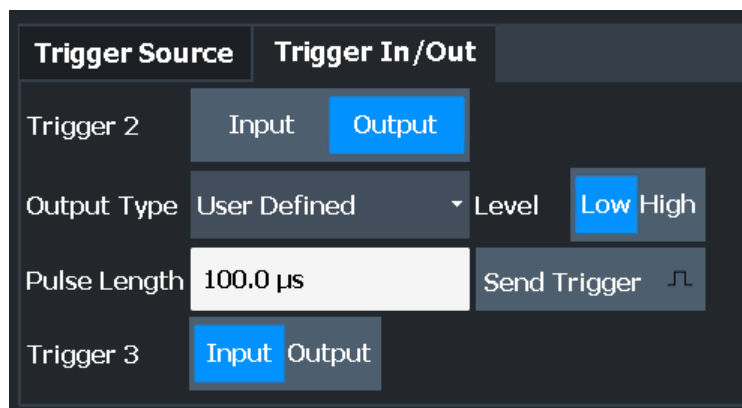 Trigger Source Trigger In/Out
Trigger 2 Input Output
Output Type User Defined Level Low High
Pulse Length 100.0 µs Send Trigger
Trigger 3 Input Output